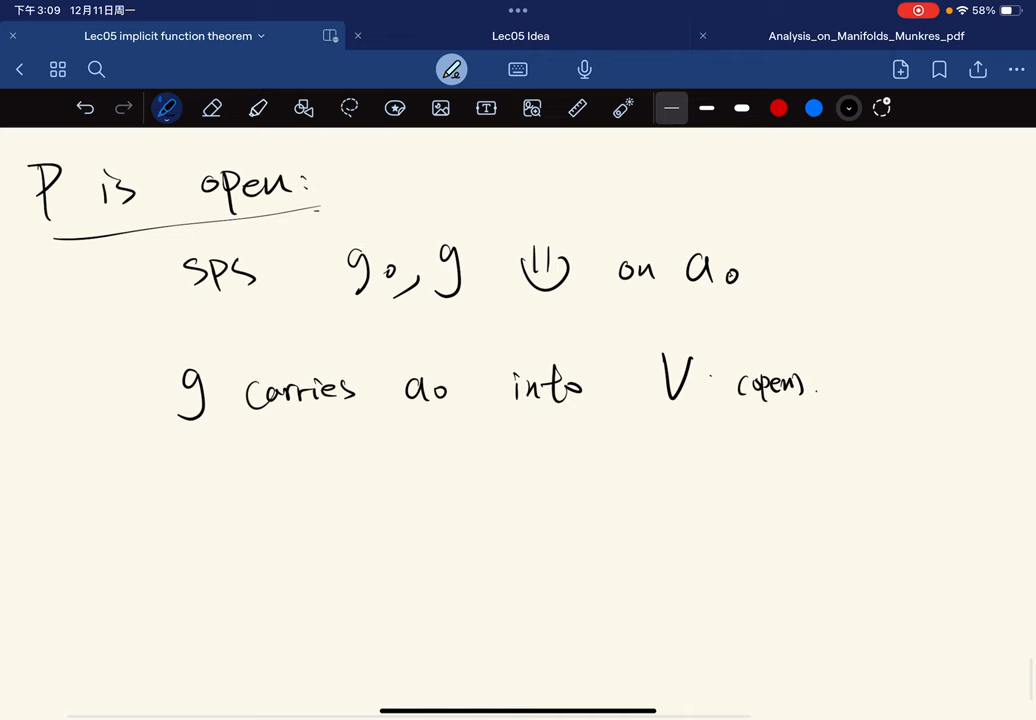 下午3:09 12月11日周一
58%
Lec05 implicit function theorem
Lec05 Idea
Analysis_on_Manifolds_Munkres_pdf
P is open:
sps g₀, g on a₀
g carries a₀ into V (open).